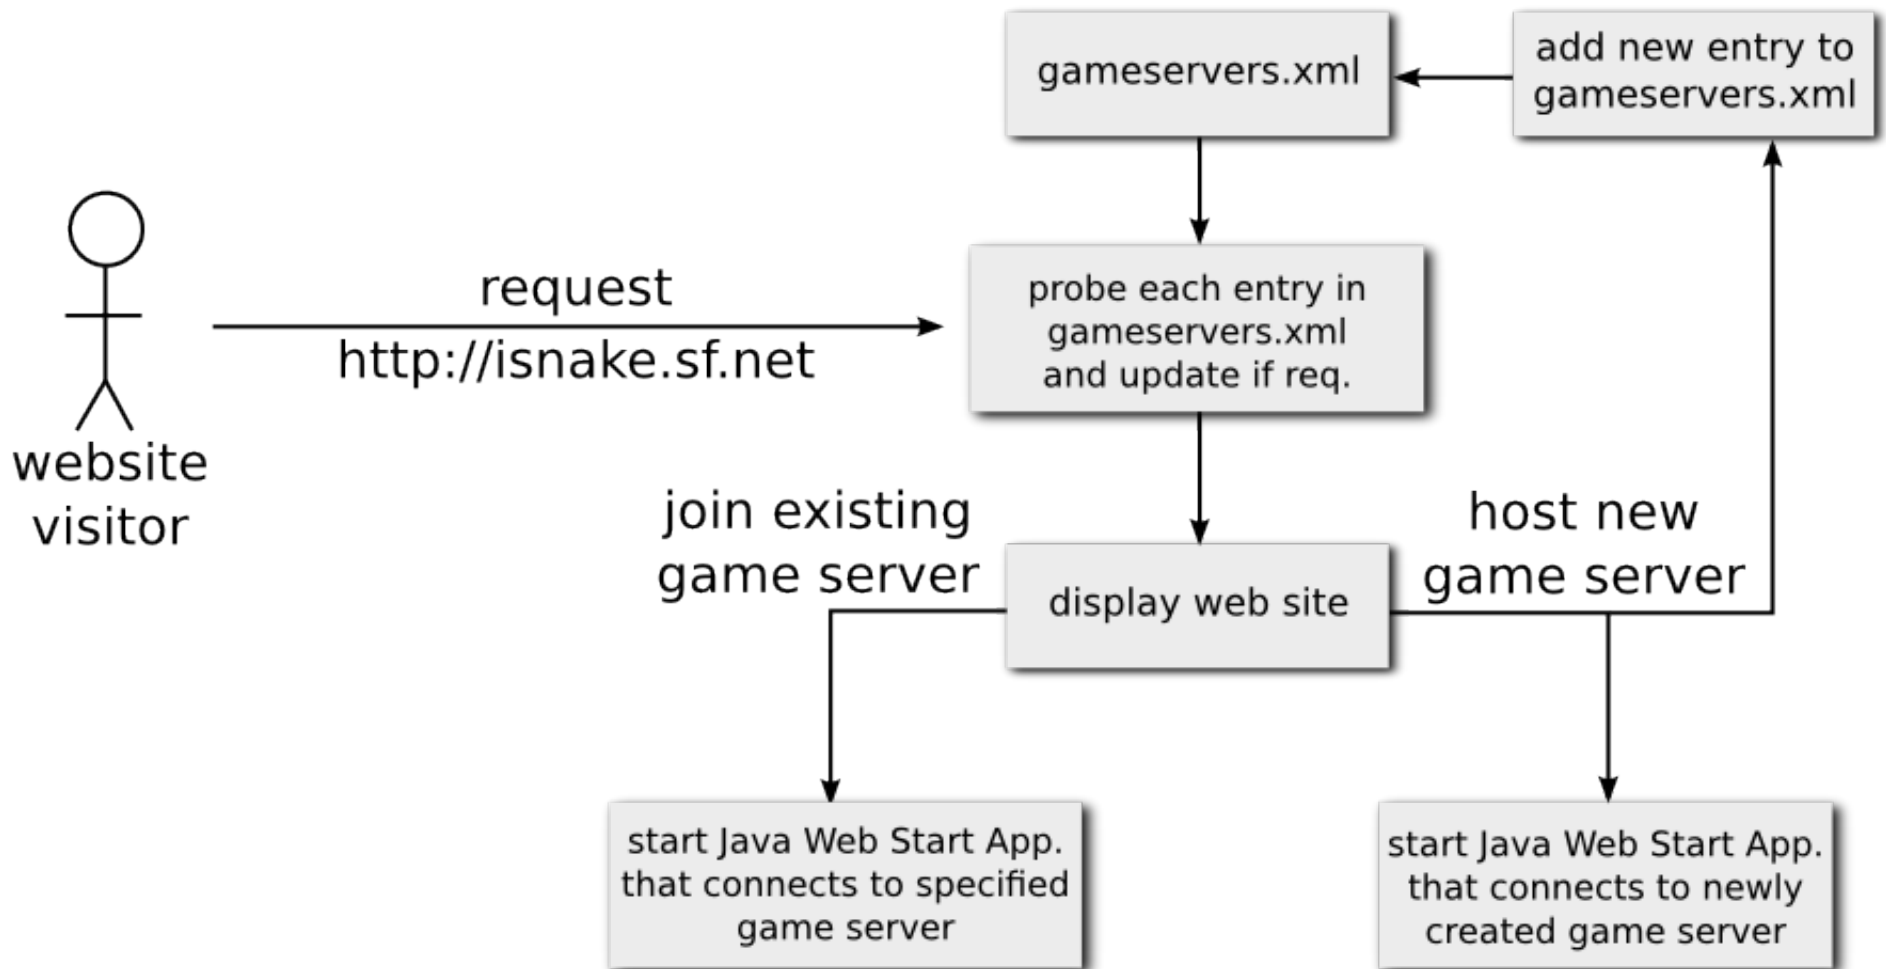 gameservers.xml
add new entry to
gameservers.xml
request
http://isnake.sf.net
probe each entry in
gameservers.xml
and update if req.
website
visitor
join existing
game server
display web site
host new
game server
start Java Web Start App.
that connects to specified
game server
start Java Web Start App.
that connects to newly
created game server